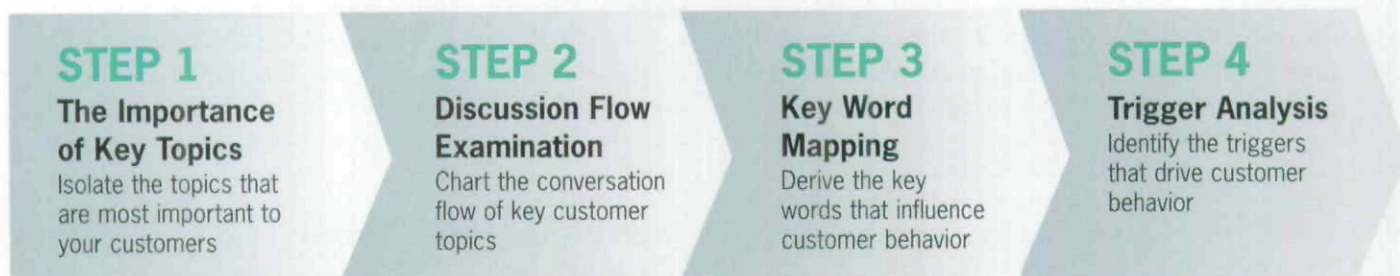 STEP 1
The Importance
of Key Topics
Isolate the topics that
are most important to
your customers
STEP 2
Discussion Flow
Examination
Chart the conversation
flow of key customer
topics
STEP 3
Key Word
Mapping
Derive the key
words that influence
customer behavior
STEP 4
Trigger Analysis
Identify the triggers
that drive customer
behavior